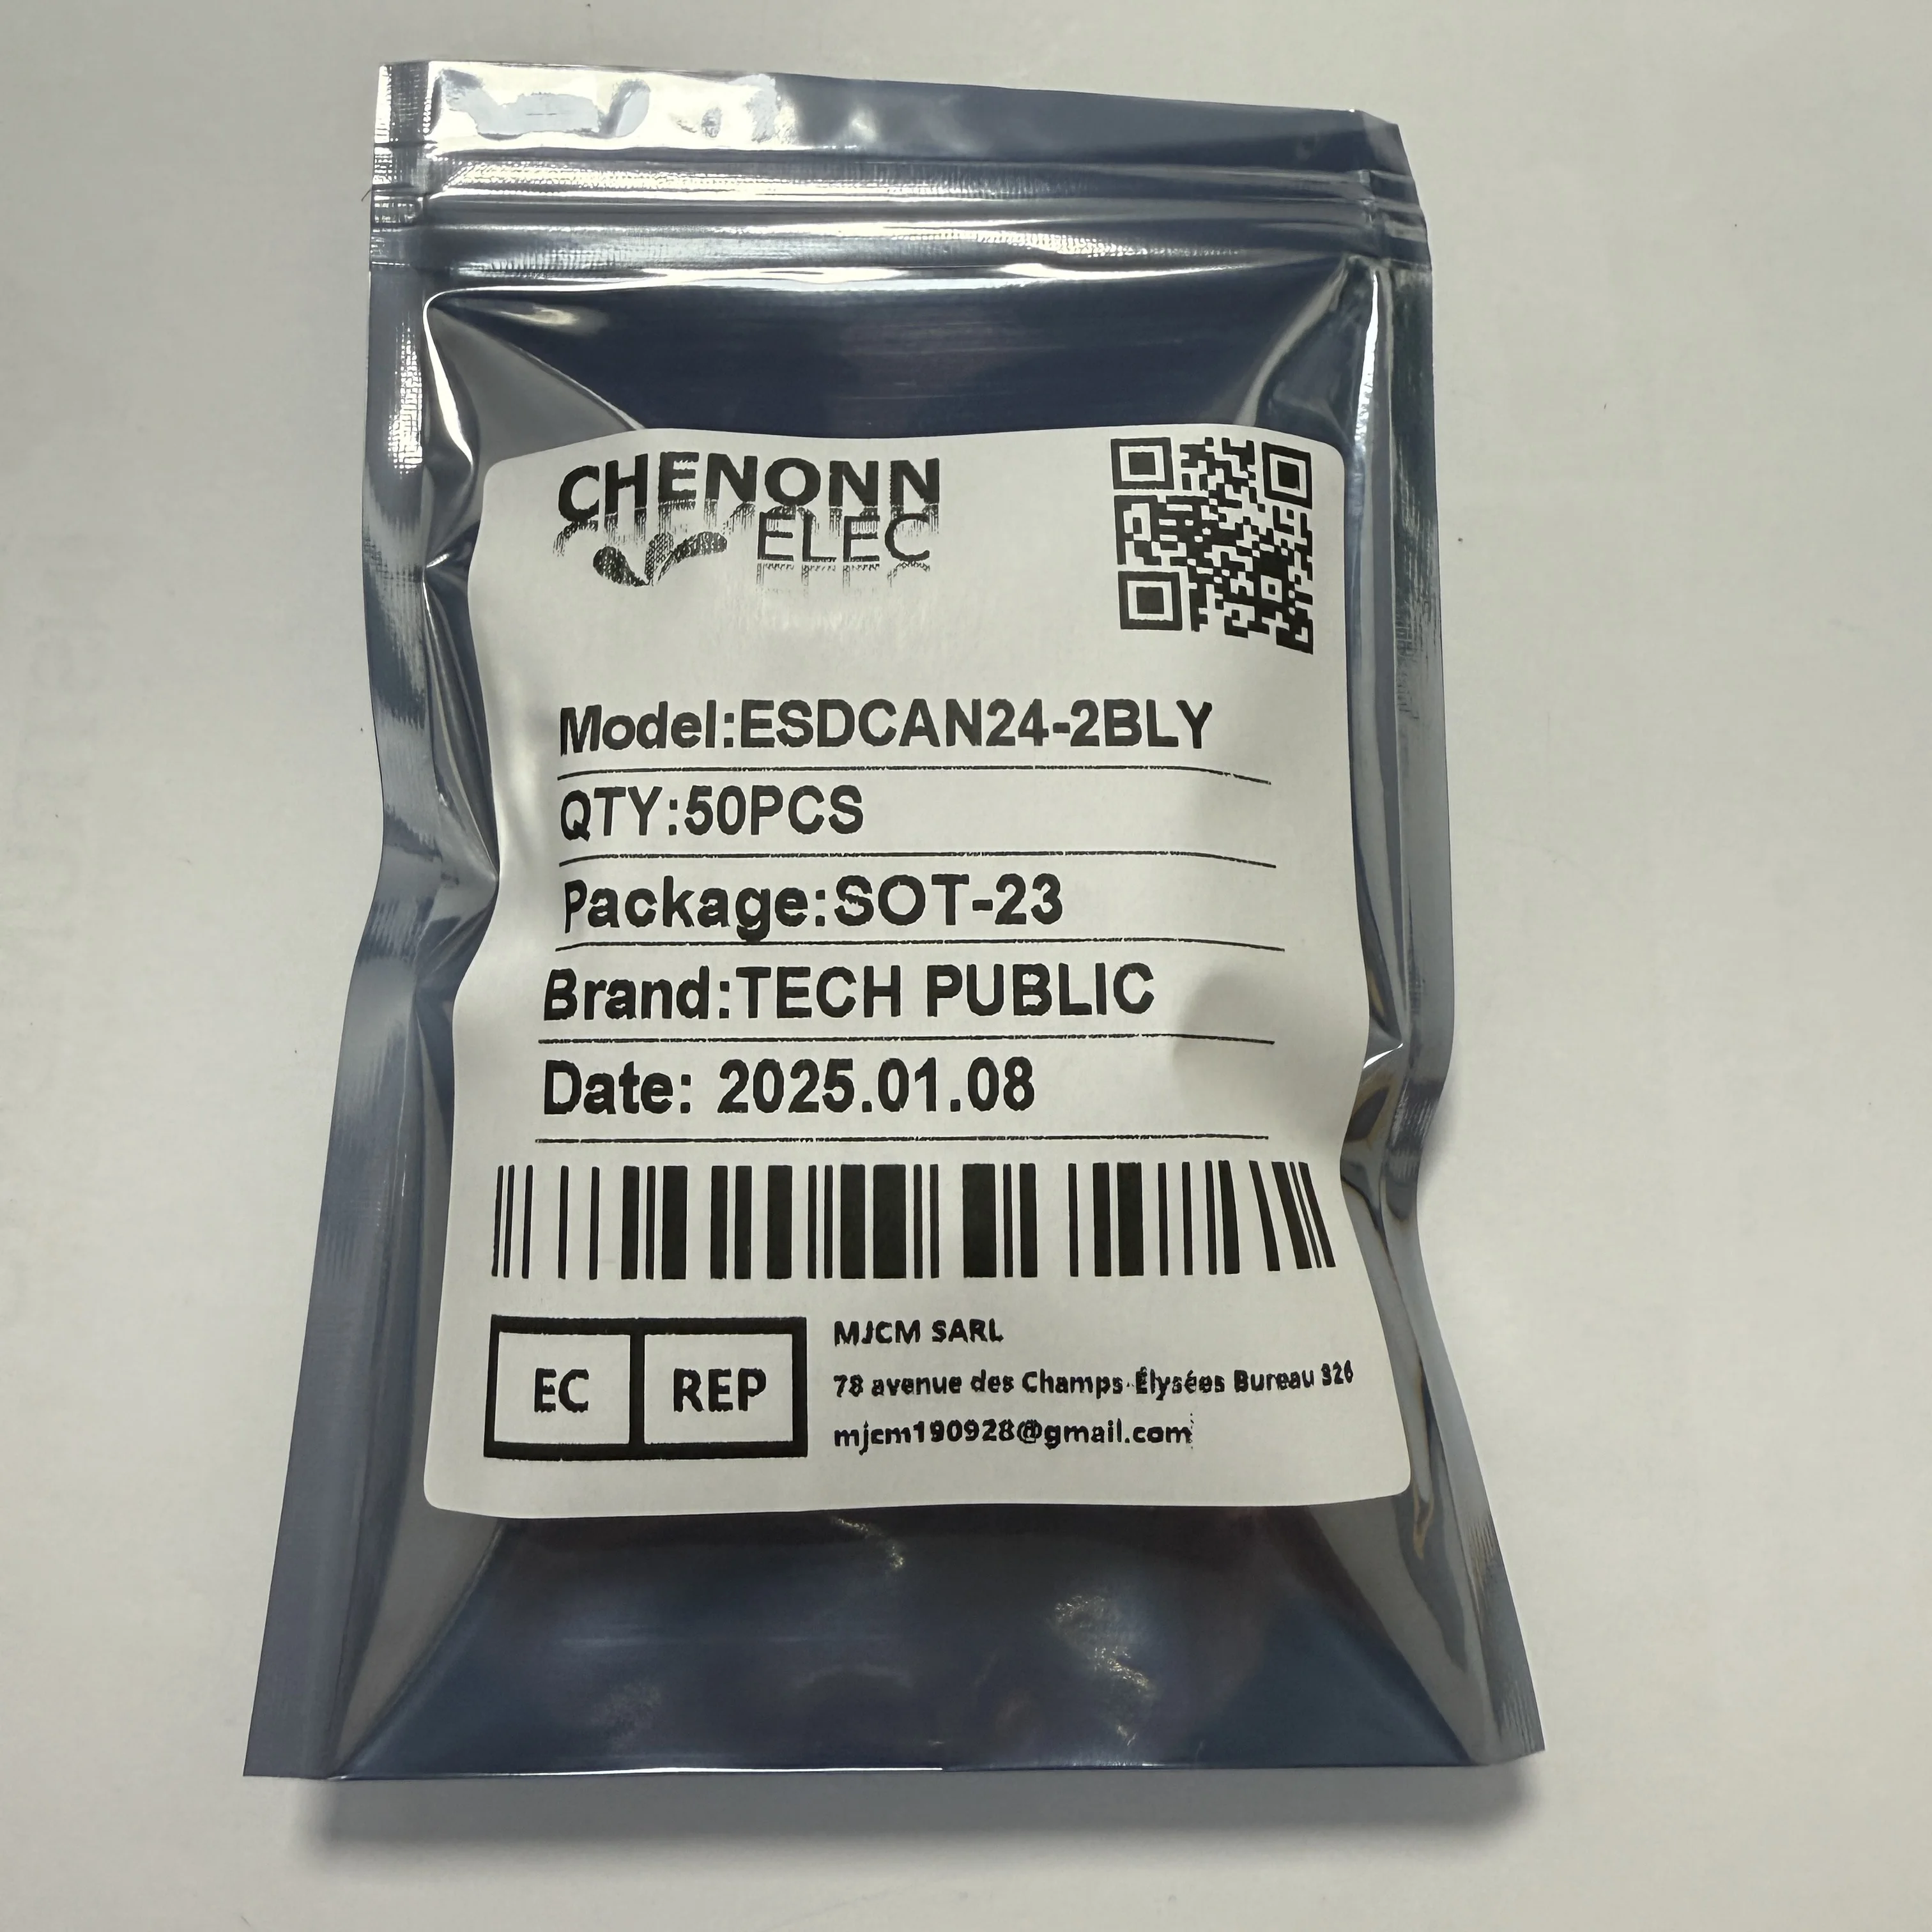 CHENONN
ELEC
Model:ESDCAN24-2BLY
QTY:50PCS
Package:SOT-23
Brand:TECH PUBLIC
Date: 2025.01.08
EC REP
MJCM SARL
78 avenue des Champs-Élysées Bureau 326
mjcm190928@gmail.com